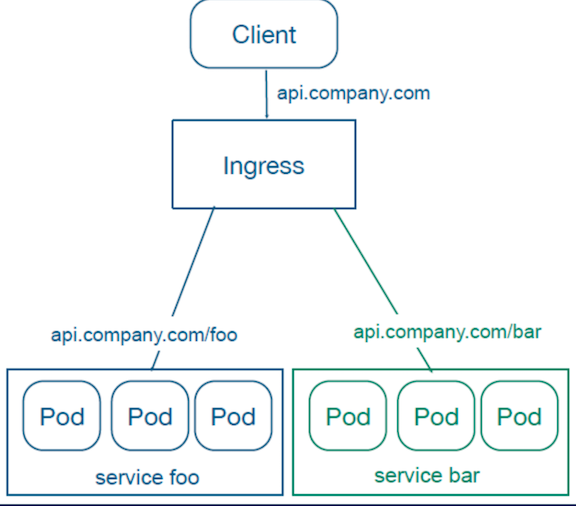 Client
api.company.com
Ingress
api.company.com/foo
api.company.com/bar
Pod Pod Pod
service foo
Pod Pod Pod
service bar